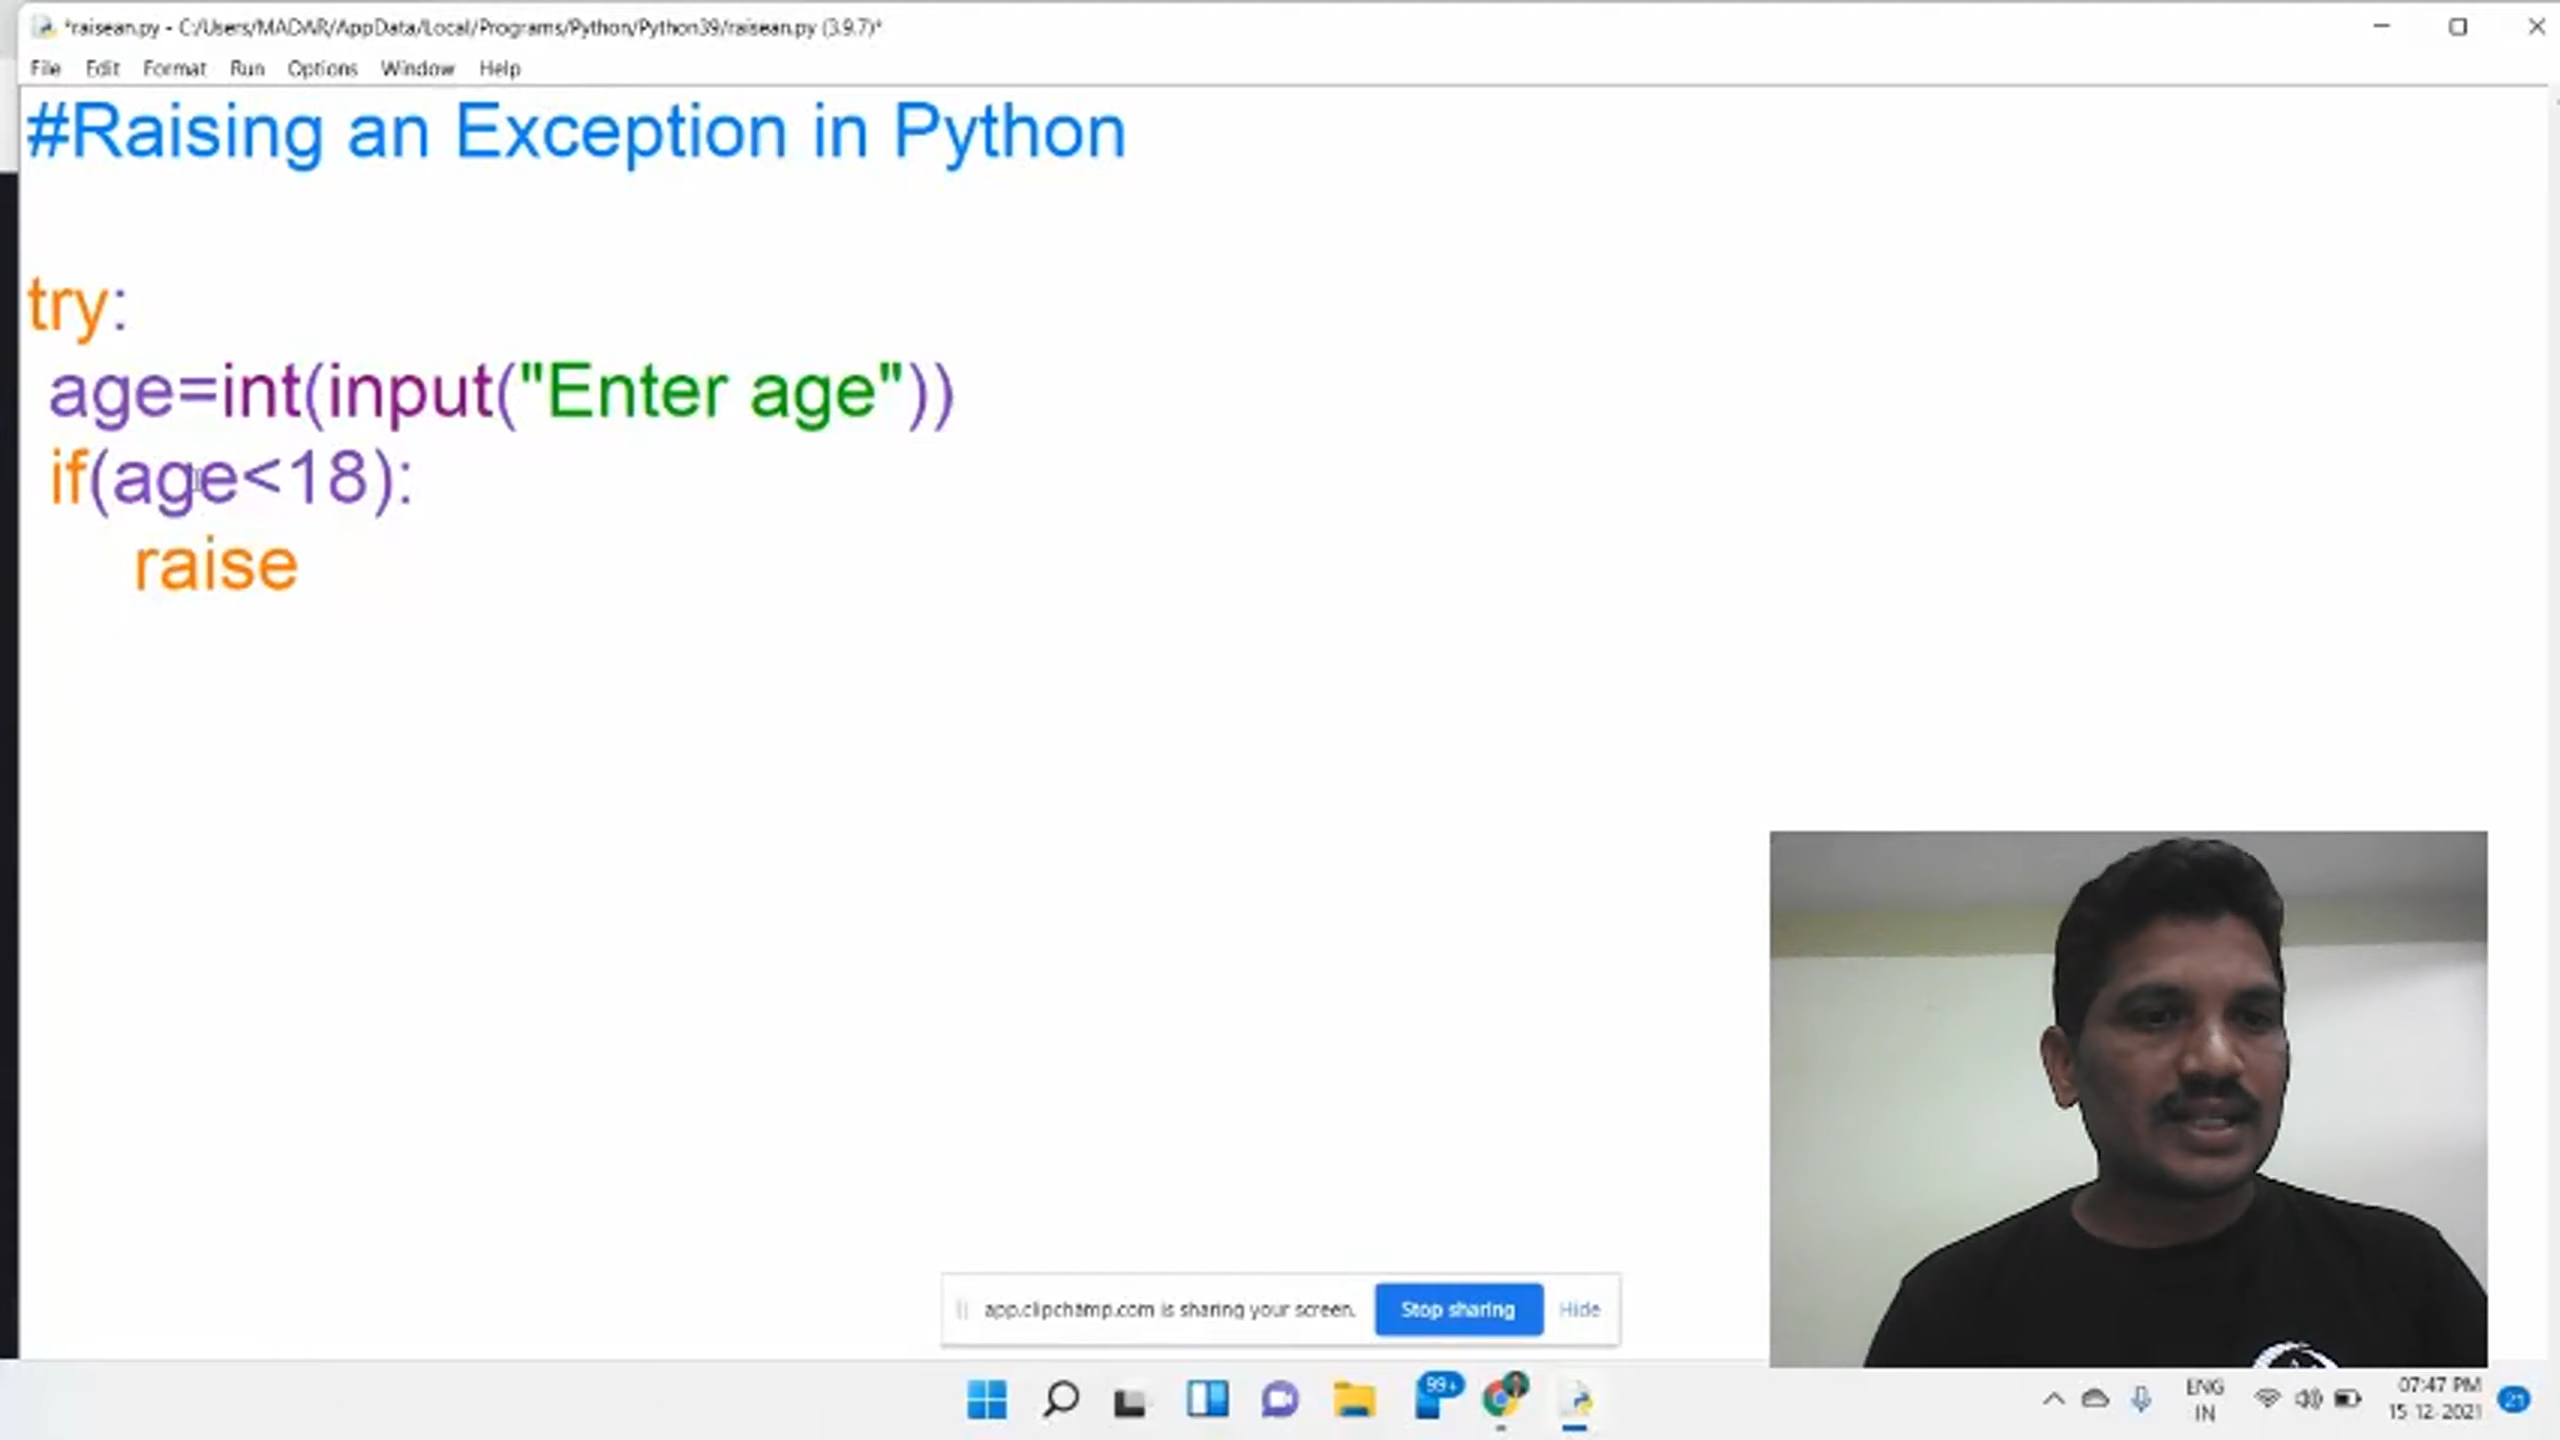 *raisean.py - C:/Users/MADAR/AppData/Local/Programs/Python/Python39/raisean.py (3.9.7)*
File Edit Format Run Options Window Help
#Raising an Exception in Python
try:
age=int(input("Enter age"))
if(age<18):
raise
app.clipchamp.com is sharing your screen. Stop sharing Hide
99+
ENG
IN
07:47 PM
15-12-2021
21